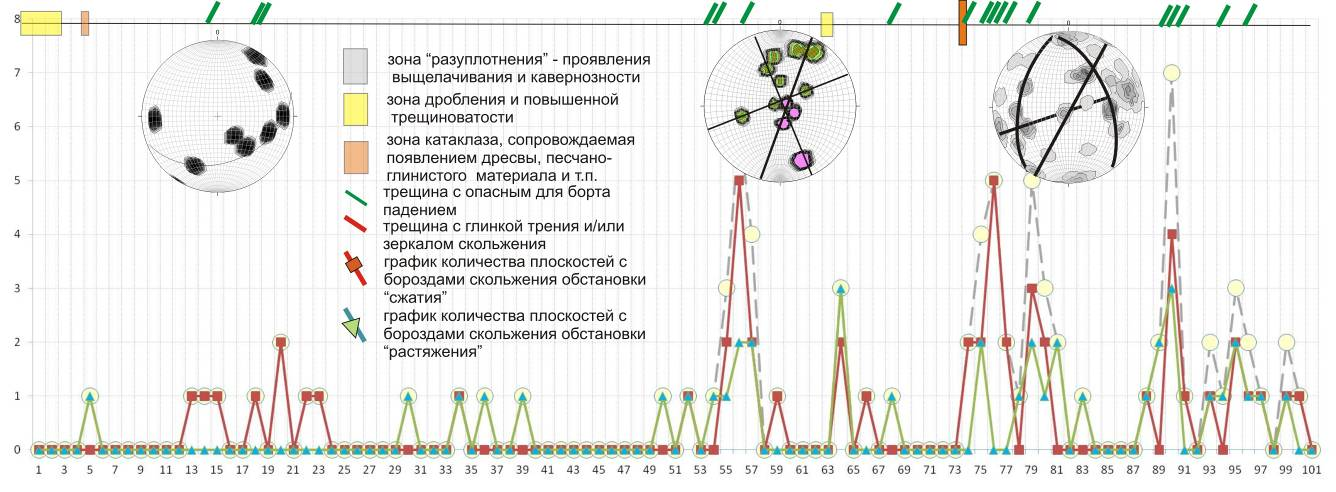 8
7
6
5
4
3
2
1
0
0
0
0
зона “разуплотнения” - проявления
выщелачивания и кавернозности
зона дробления и повышенной
трещиноватости
зона катаклаза, сопровождаемая
появлением дресвы, песчано-
глинистого материала и т.п.
трещина с опасным для борта
падением
трещина с глинкой трения и/или
зеркалом скольжения
график количества плоскостей с
бороздами скольжения обстановки
“сжатия”
график количества плоскостей с
бороздами скольжения обстановки
“растяжения”
1 3 5 7 9 11 13 15 17 19 21 23 25 27 29 31 33 35 37 39 41 43 45 47 49 51 53 55 57 59 61 63 65 67 69 71 73 75 77 79 81 83 85 87 89 91 93 95 97 99 101